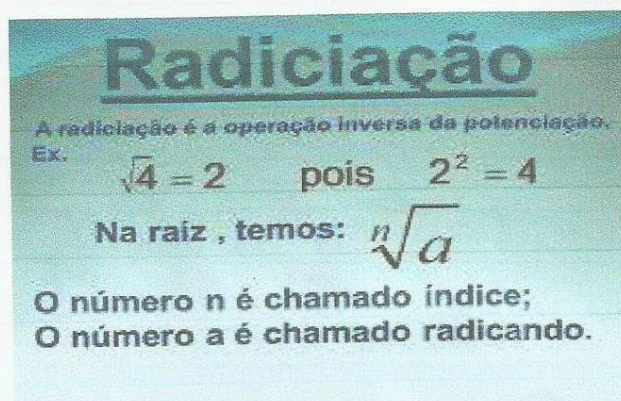 Radiciação
A radiciação é a operação inversa da potenciação.
Ex.
√4 = 2 pois 2² = 4
Na raiz , temos: ⁿ√a
O número n é chamado índice;
O número a é chamado radicando.